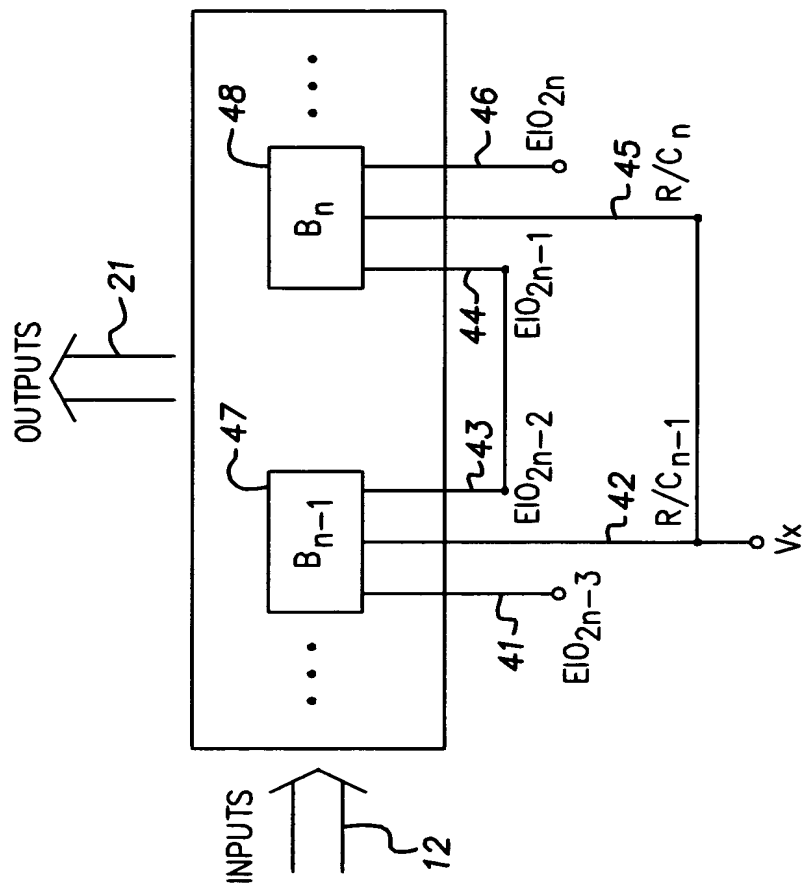 OUTPUTS
21
INPUTS
12
47
48
Bn−1
Bn
41
42
43
44
45
46
EIO2n−3
EIO2n−2
EIO2n−1
EIO2n
R/Cn−1
R/Cn
Vx